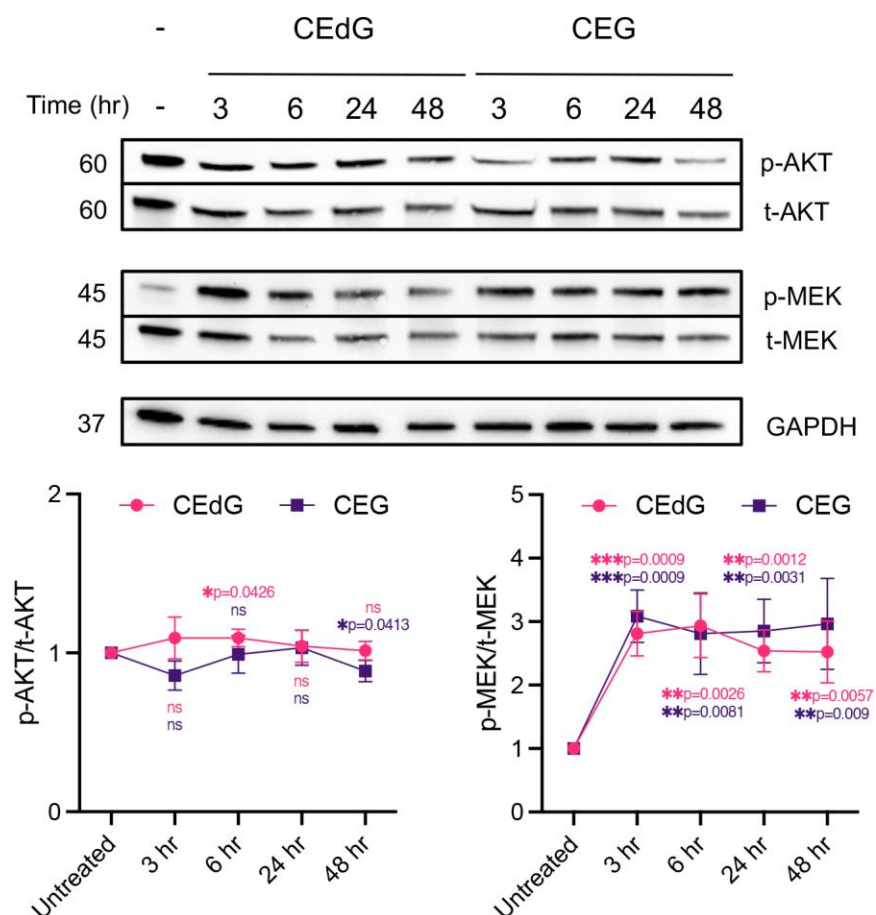 - CEdG CEG
Time (hr) - 3 6 24 48 3 6 24 48
60 p-AKT
60 t-AKT
45 p-MEK
45 t-MEK
37 GAPDH
p-AKT/t-AKT
2
1
0
CEdG CEG
✱p=0.0426
ns
ns
✱p=0.0413
ns
ns
ns
ns
Untreated 3 hr 6 hr 24 hr 48 hr
p-MEK/t-MEK
5
4
3
2
1
0
CEdG CEG
✱✱✱p=0.0009
✱✱✱p=0.0009
✱✱p=0.0012
✱✱p=0.0031
✱✱p=0.0026
✱✱p=0.0081
✱✱p=0.0057
✱✱p=0.009
Untreated 3 hr 6 hr 24 hr 48 hr